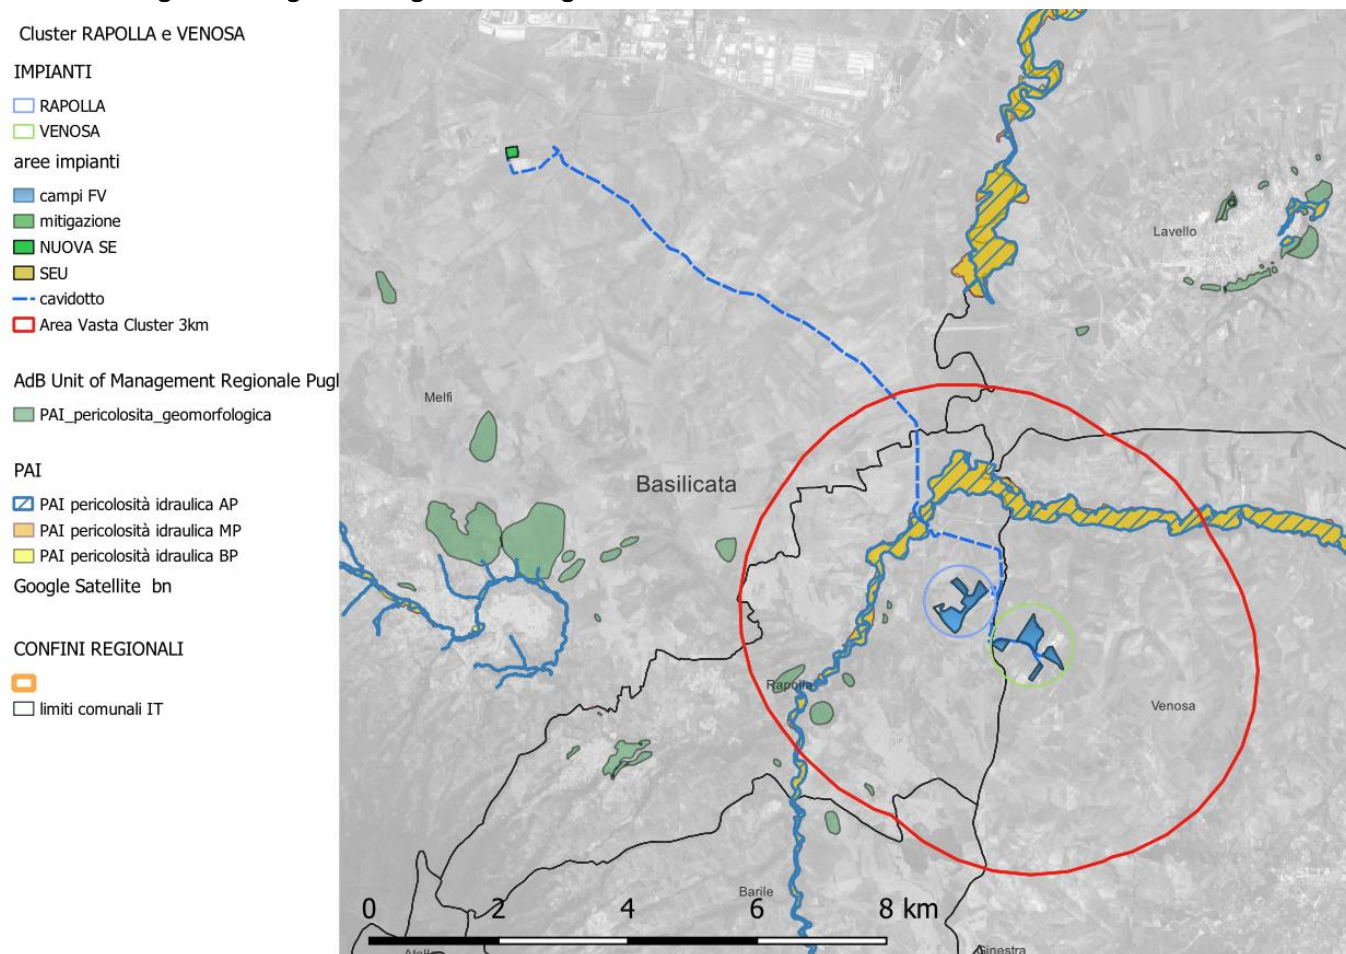 Cluster RAPOLLA e VENOSA
IMPIANTI
RAPOLLA
VENOSA
aree impianti
campi FV
mitigazione
NUOVA SE
SEU
cavidotto
Area Vasta Cluster 3km
AdB Unit of Management Regionale Pugl
PAI_pericolosita_geomorfologica
PAI
PAI pericolosità idraulica AP
PAI pericolosità idraulica MP
PAI pericolosità idraulica BP
Google Satellite bn
CONFINI REGIONALI
limiti comunali IT
Lavello
Melfi
Basilicata
Rapolla
Venosa
Barile
0 2 4 6 8 km
Ginestra